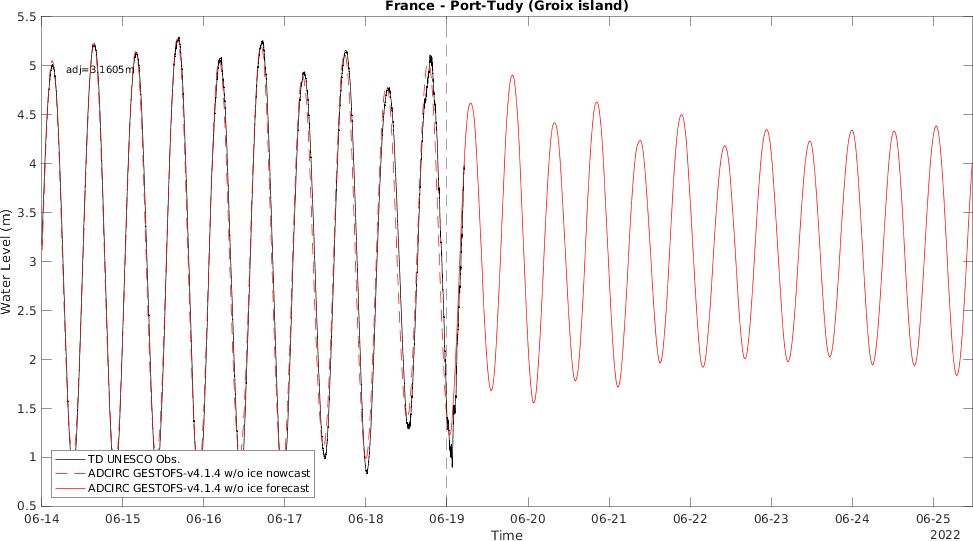 France - Port-Tudy (Groix island)
5.5
5
4.5
4
3.5
3
2.5
2
1.5
1
0.5
Water Level (m)
adj=3.1605m
TD UNESCO Obs.
ADCIRC GESTOFS-v4.1.4 w/o ice nowcast
ADCIRC GESTOFS-v4.1.4 w/o ice forecast
06-14 06-15 06-16 06-17 06-18 06-19 06-20 06-21 06-22 06-23 06-24 06-25
Time
2022